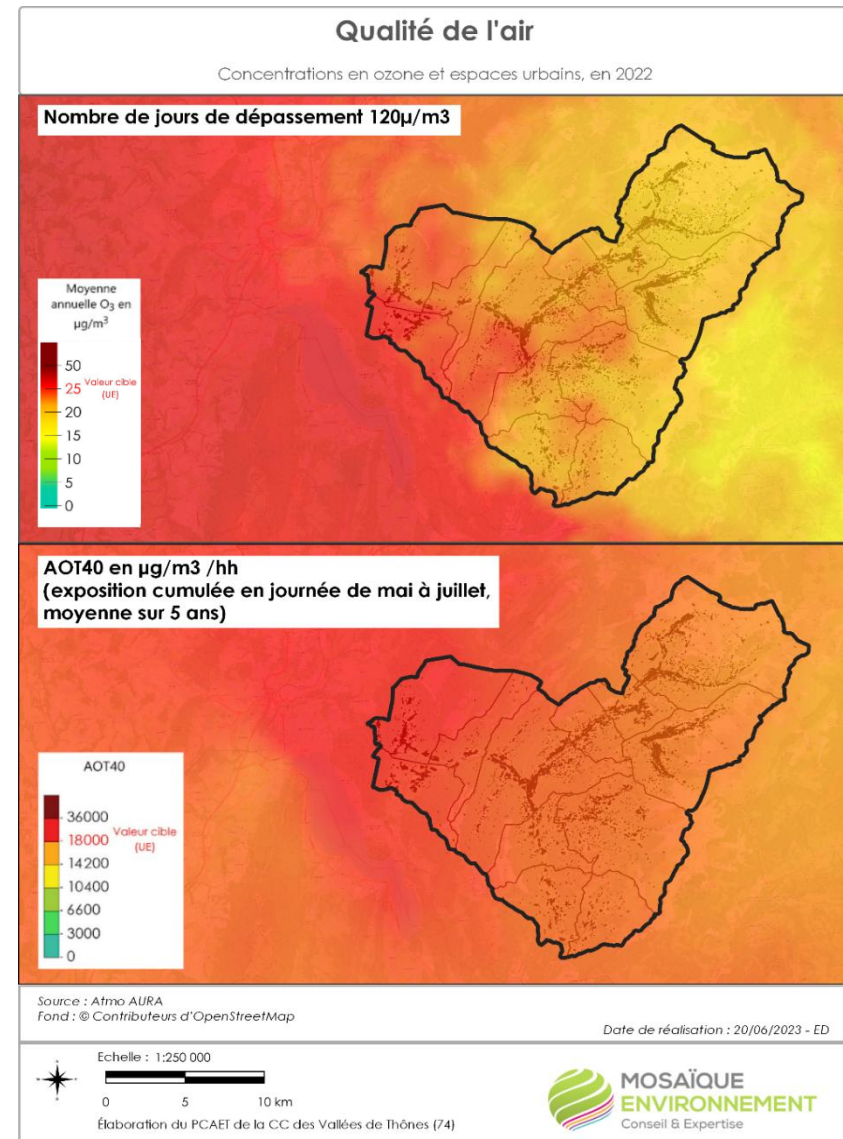 Qualité de l'air
Concentrations en ozone et espaces urbains, en 2022
Nombre de jours de dépassement 120µ/m3
Moyenne
annuelle O3 en
µg/m³
50
25 Valeur cible
(UE)
20
15
10
5
0
AOT40 en µg/m3 /hh
(exposition cumulée en journée de mai à juillet,
moyenne sur 5 ans)
AOT40
36000
18000 Valeur cible
(UE)
14200
10400
6600
3000
0
Source : Atmo AURA
Fond : © Contributeurs d'OpenStreetMap
Date de réalisation : 20/06/2023 - ED
Echelle : 1:250 000
0 5 10 km
Élaboration du PCAET de la CC des Vallées de Thônes (74)
MOSAÏQUE
ENVIRONNEMENT
Conseil & Expertise